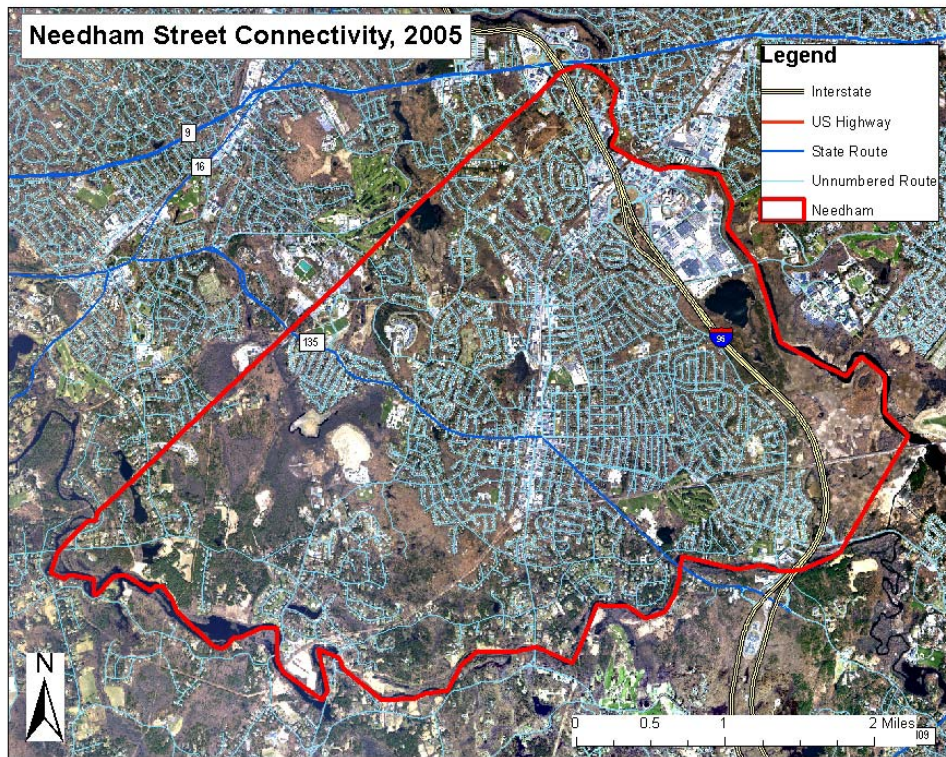 Needham Street Connectivity, 2005
Legend
Interstate
US Highway
State Route
Unnumbered Route
Needham
9
16
135
95
N
0 0.5 1 2 Miles
109